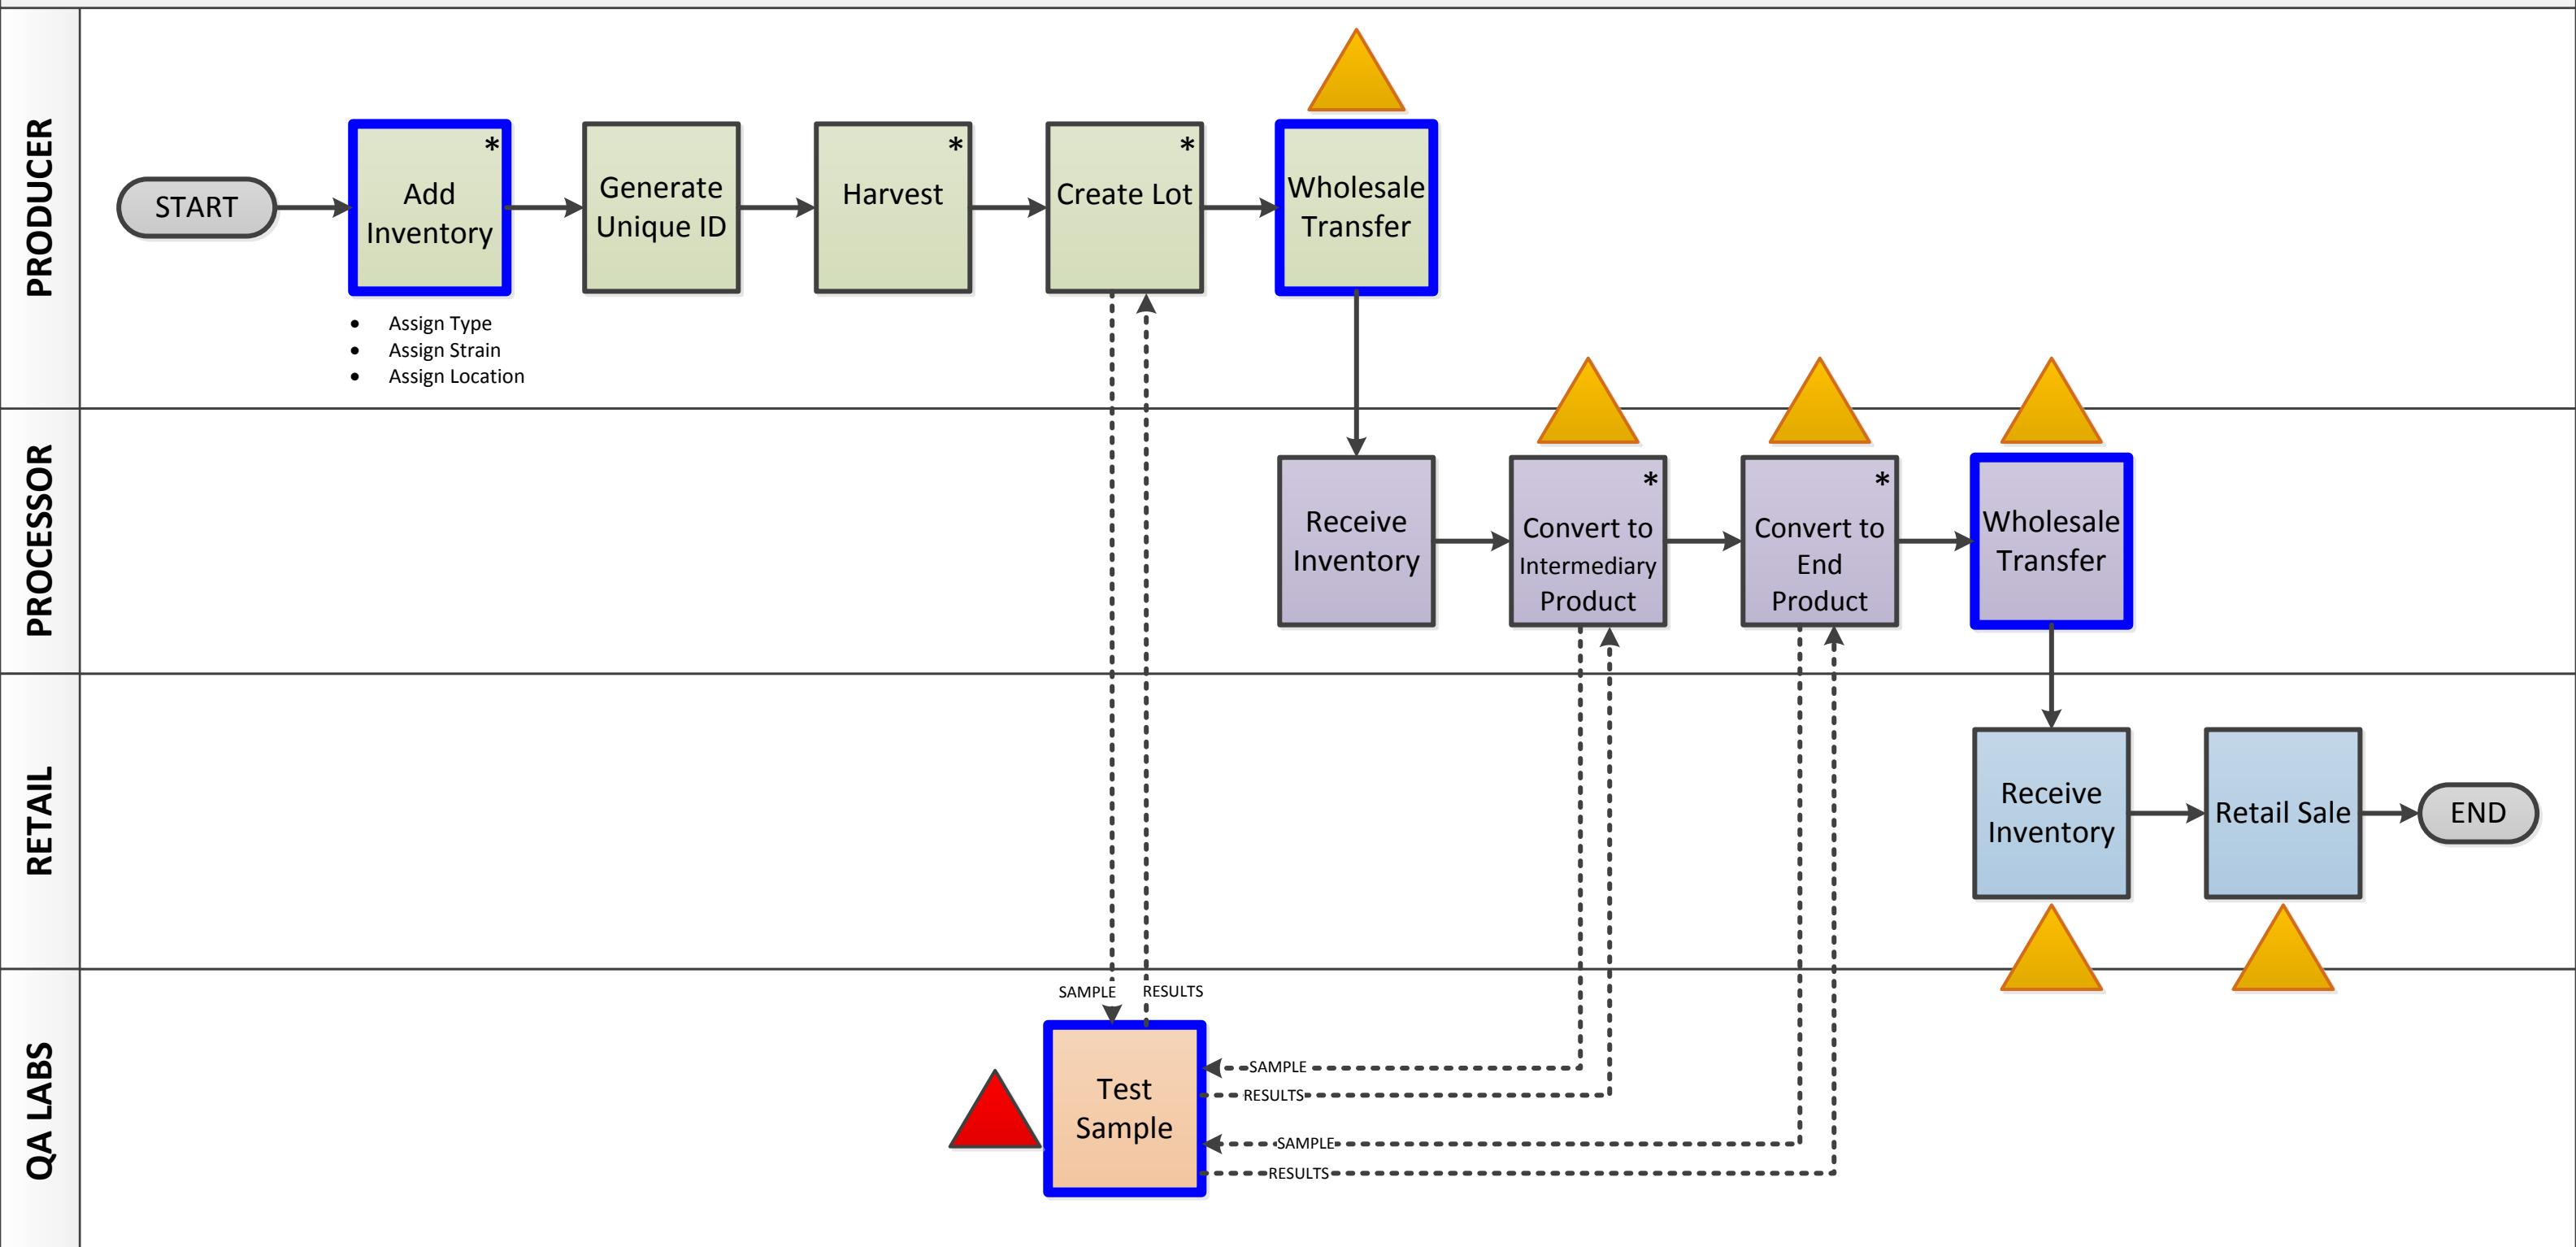 PRODUCER
START
*
Add
Inventory
• Assign Type
• Assign Strain
• Assign Location
Generate
Unique ID
*
Harvest
*
Create Lot
Wholesale
Transfer
PROCESSOR
Receive
Inventory
*
Convert to
Intermediary
Product
*
Convert to
End
Product
Wholesale
Transfer
RETAIL
Receive
Inventory
Retail Sale
END
QA LABS
SAMPLE
RESULTS
Test
Sample
SAMPLE
RESULTS
SAMPLE
RESULTS